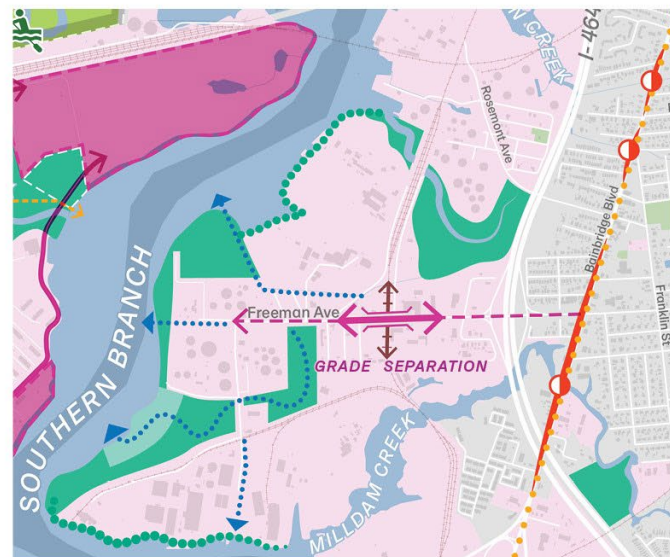 N CREEK
I-464
Rosemont Ave
Bainbridge Blvd
Franklin St
SOUTHERN BRANCH
Freeman Ave
GRADE SEPARATION
MILLDAM CREEK